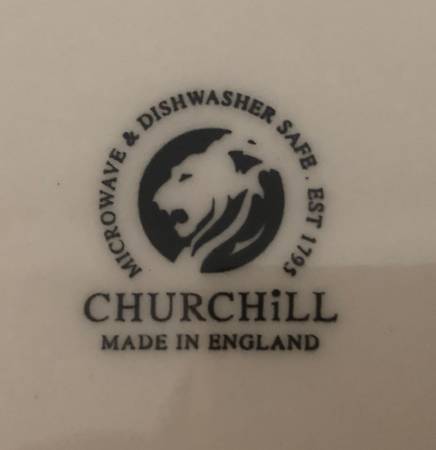 MICROWAVE & DISHWASHER SAFE . EST 1795
CHURCHiLL
MADE IN ENGLAND